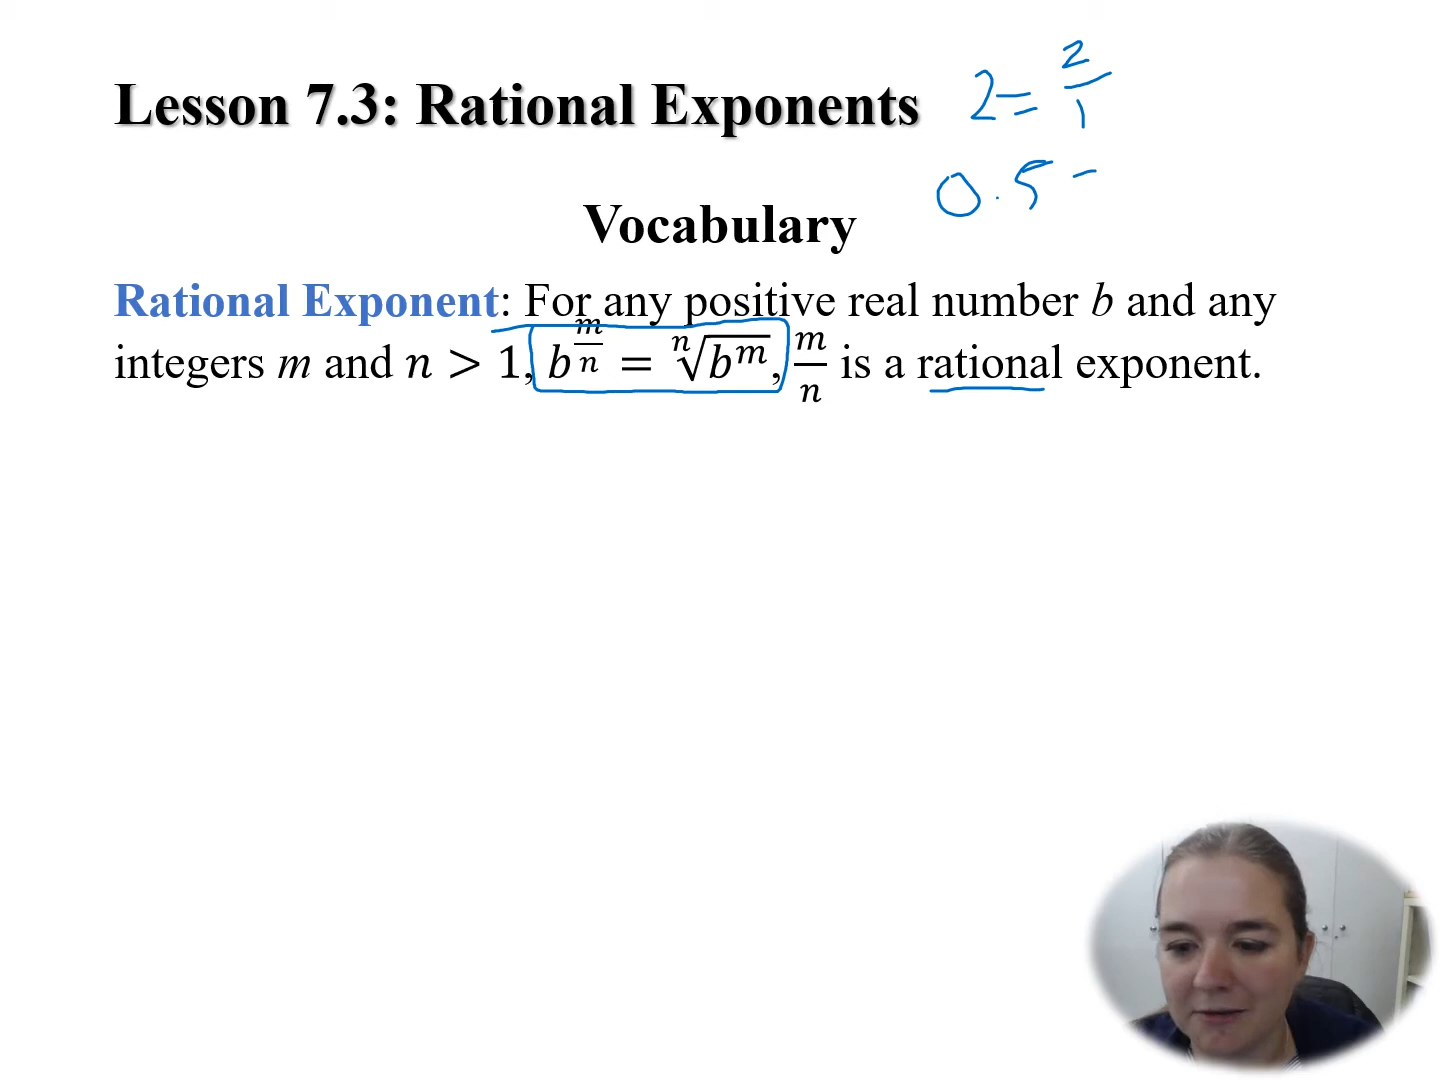 Lesson 7.3: Rational Exponents 2 = 2/1
0.5 -
Vocabulary
Rational Exponent: For any positive real number b and any
integers m and n > 1, b^(m/n) = ⁿ√(b^m), m/n is a rational exponent.